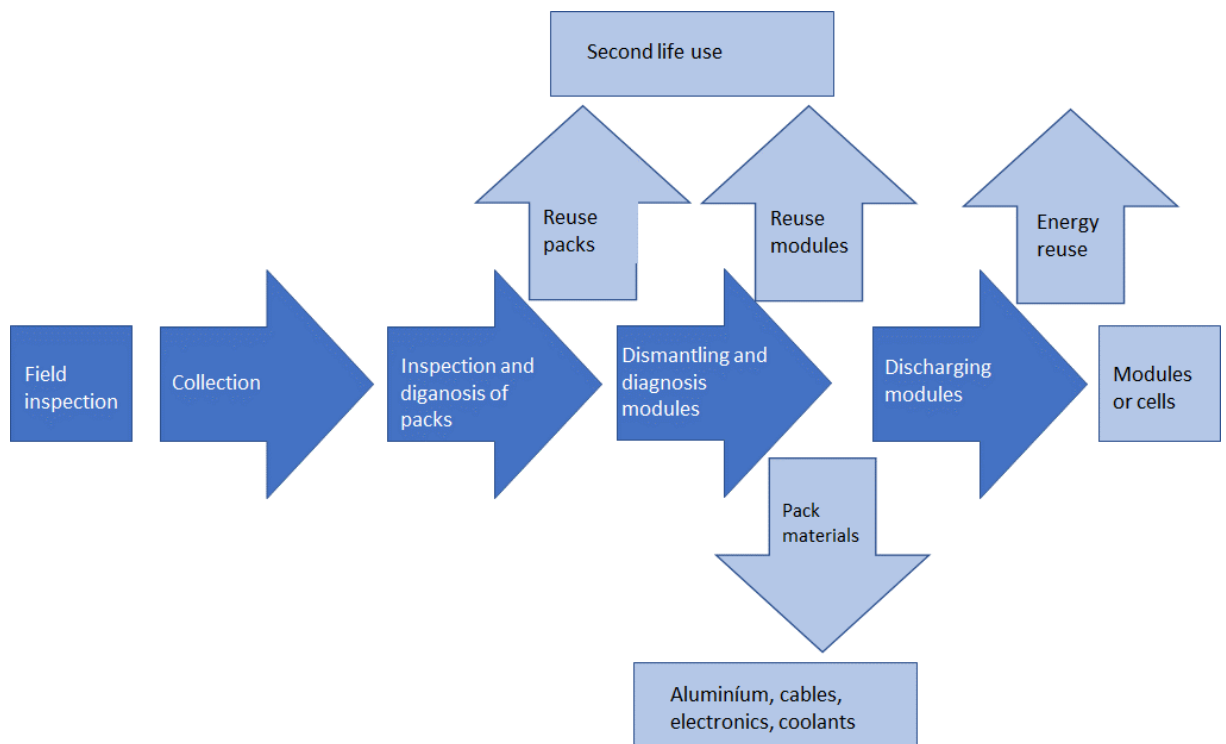 Second life use
Reuse
packs
Reuse
modules
Energy
reuse
Field
inspection
Collection
Inspection and
diganosis of
packs
Dismantling and
diagnosis
modules
Discharging
modules
Modules
or cells
Pack
materials
Aluminíum, cables,
electronics, coolants